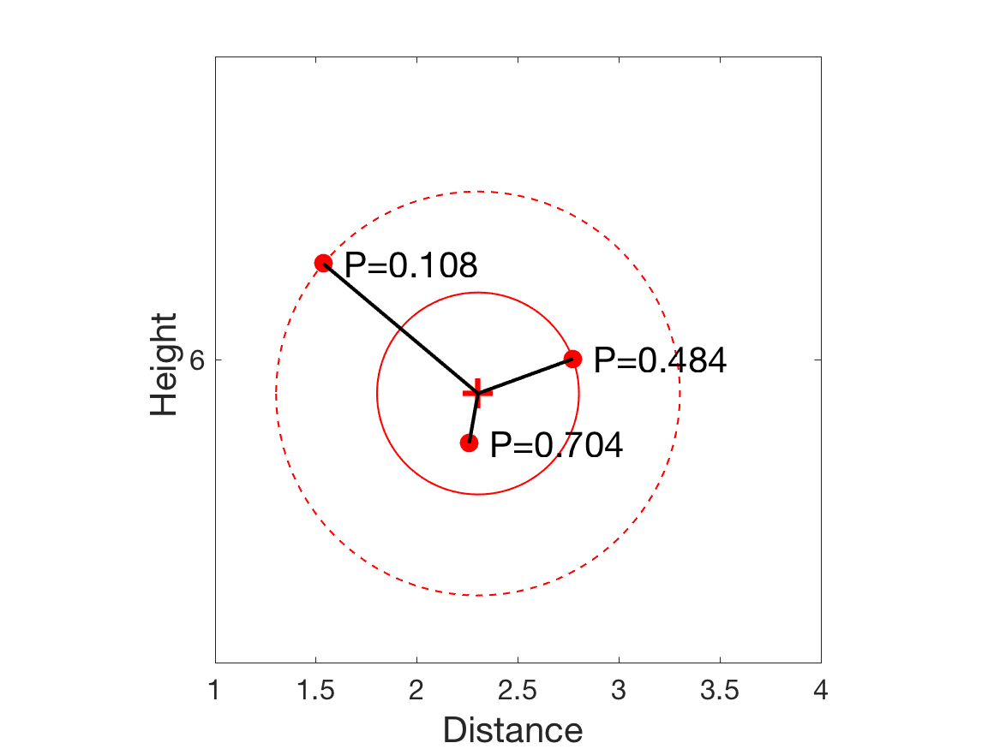 P=0.108
P=0.484
P=0.704
Height
6
1 1.5 2 2.5 3 3.5 4
Distance